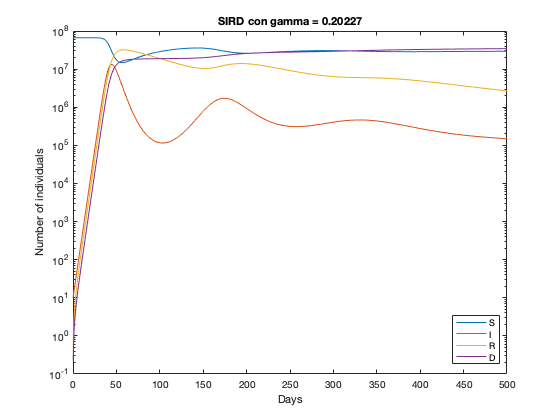 SIRD con gamma = 0.20227
10^8
10^7
10^6
10^5
10^4
10^3
10^2
10^1
10^0
10^-1
Number of individuals
0 50 100 150 200 250 300 350 400 450 500
Days
S
I
R
D